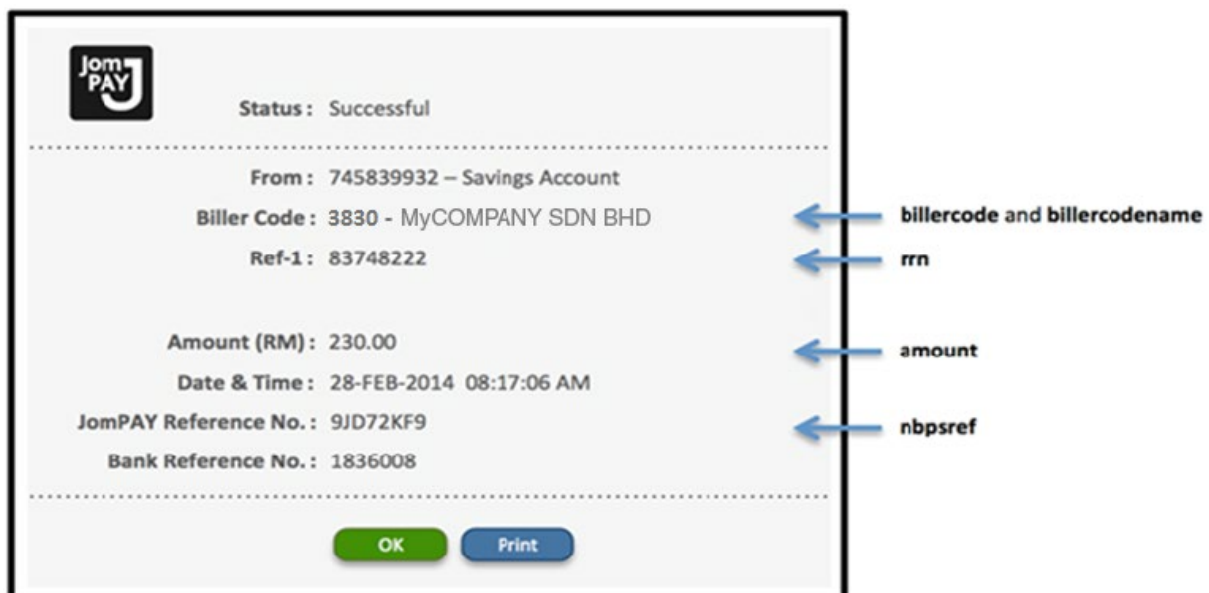 Jom
PAY
Status : Successful
From : 745839932 – Savings Account
Biller Code : 3830 - MyCOMPANY SDN BHD
billercode and billercodename
Ref-1 : 83748222
rrn
Amount (RM) : 230.00
amount
Date & Time : 28-FEB-2014 08:17:06 AM
JomPAY Reference No. : 9JD72KF9
nbpsref
Bank Reference No. : 1836008
OK
Print